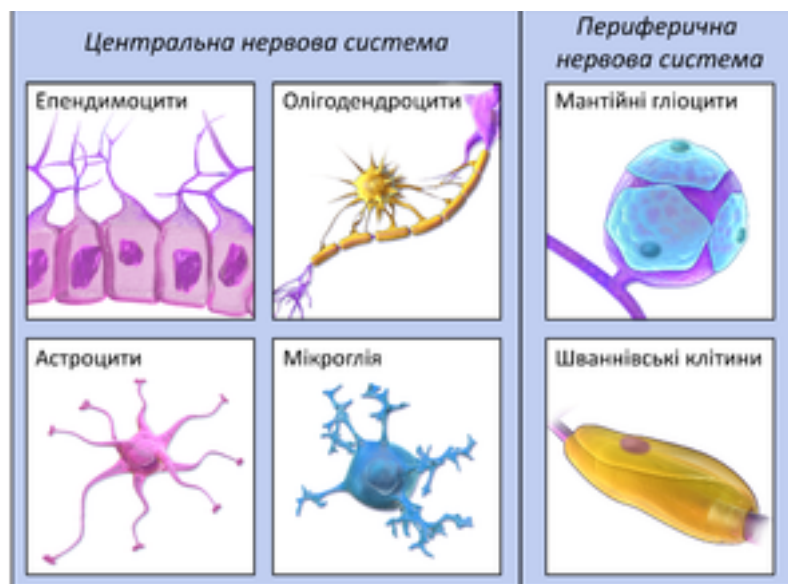 Центральна нервова система
Периферична
нервова система
Епендимоцити
Олігодендроцити
Мантійні гліоцити
Астроцити
Мікроглія
Шваннівські клітини